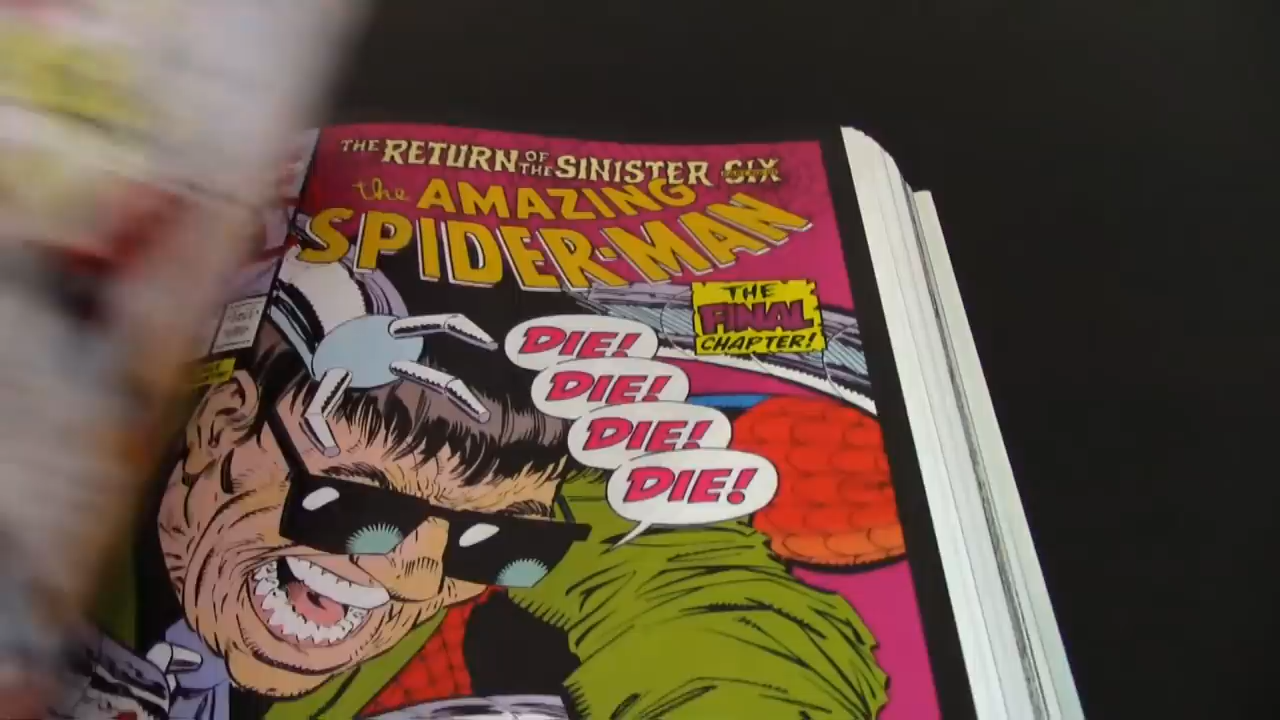 THE RETURN OF THE SINISTER SIX
the AMAZING
SPIDER-MAN
THE
FINAL
CHAPTER!
DIE!
DIE!
DIE!
DIE!